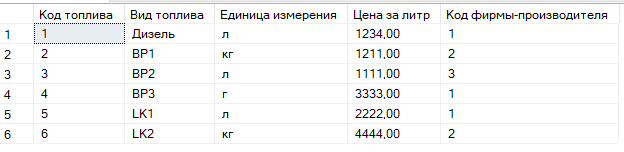 Код топлива Вид топлива Единица измерения Цена за литр Код фирмы-производителя
1 1 Дизель л 1234,00 1
2 2 BP1 кг 1211,00 2
3 3 BP2 л 1111,00 3
4 4 BP3 г 3333,00 1
5 5 LK1 л 2222,00 1
6 6 LK2 кг 4444,00 2